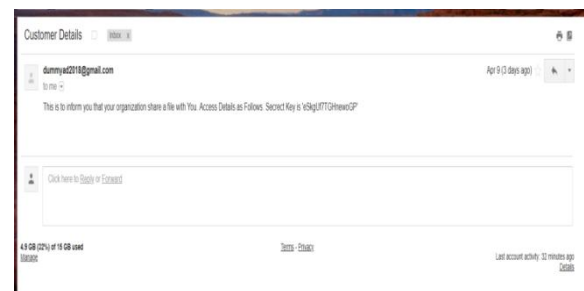 Customer Details Inbox x
dummyad2018@gmail.com Apr 9 (3 days ago)
to me
This is to inform you that your organization share a file with You. Access Details as Follows. Secrect Key is
Click here to Reply or Forward
4.9 GB (32%) of 15 GB used Terms - Privacy Last account activity: 32 minutes ago
Manage Details